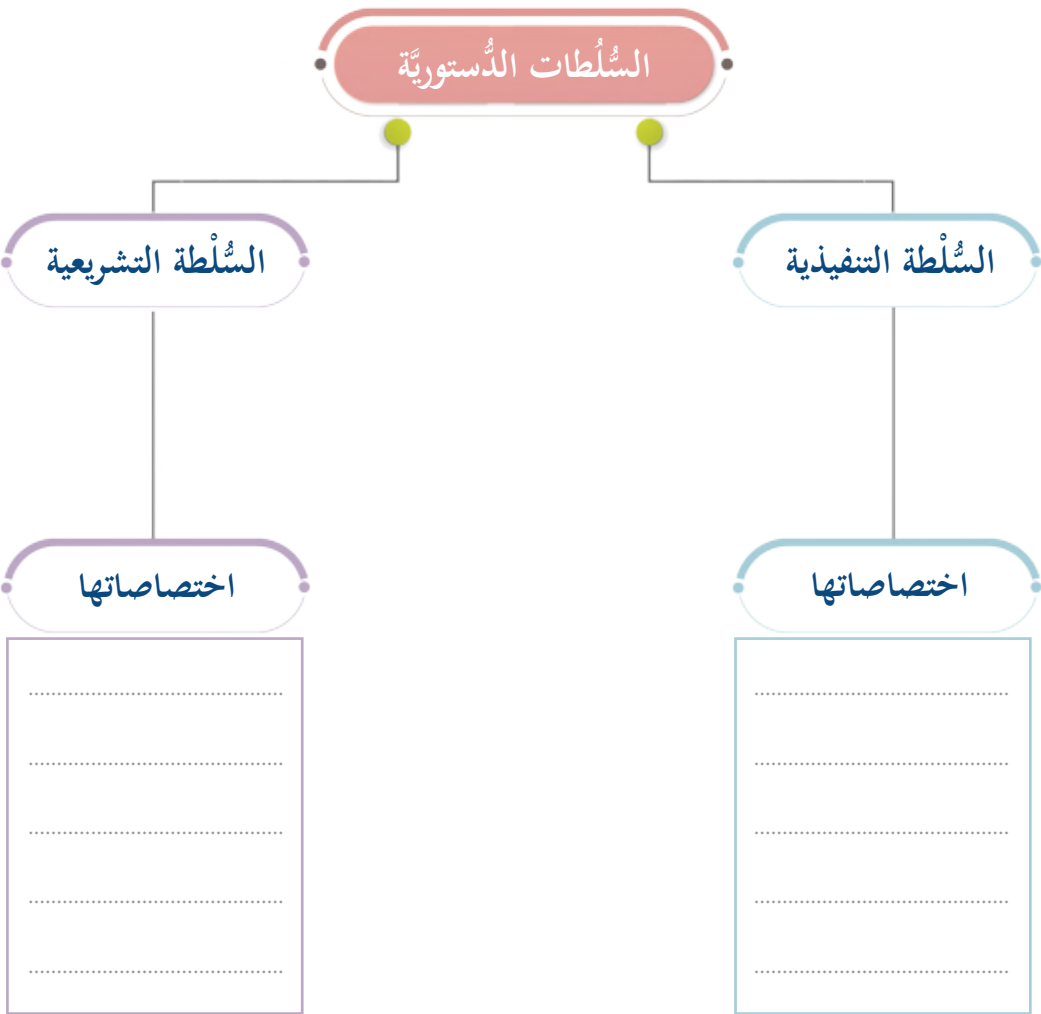 السُّلُطات الدُّستوريَّة
السُّلْطة التنفيذية
السُّلْطة التشريعية
اختصاصاتها
اختصاصاتها